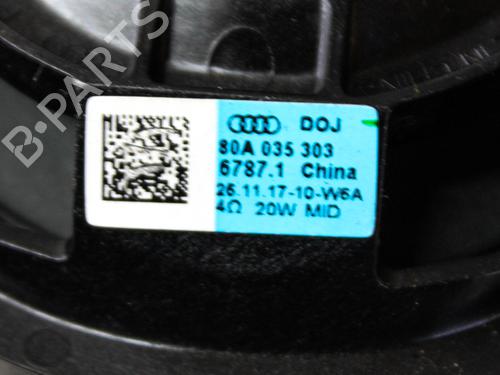 B-PARTS
DOJ
80A 035 303
6787.1 China
26.11.17-10-W6A
4Ω 20W MID